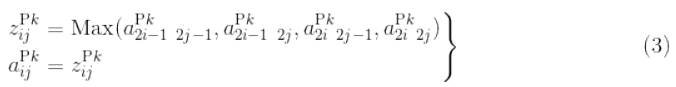 z_{ij}^{Pk} = Max(a_{2i-1 2j-1}^{Pk}, a_{2i-1 2j}^{Pk}, a_{2i 2j-1}^{Pk}, a_{2i 2j}^{Pk}) } (3)
a_{ij}^{Pk} = z_{ij}^{Pk}